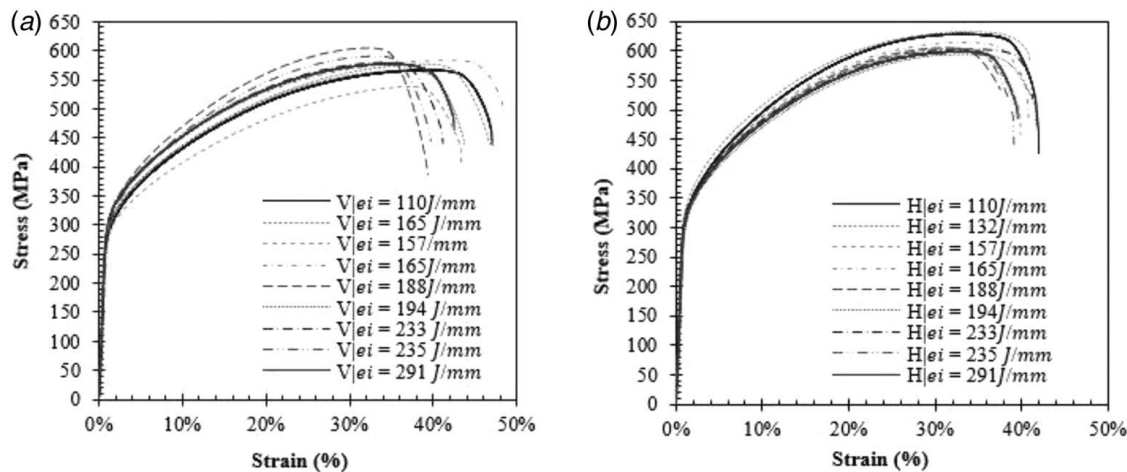 (a)
650
600
550
500
450
400
350
300
250
200
150
100
50
0
Stress (MPa)
V|ei = 110J/mm
V|ei = 165 J/mm
V|ei = 157/mm
V|ei = 165J/mm
V|ei = 188J/mm
V|ei = 194 J/mm
V|ei = 233 J/mm
V|ei = 235 J/mm
V|ei = 291 J/mm
0% 10% 20% 30% 40% 50%
Strain (%)
(b)
650
600
550
500
450
400
350
300
250
200
150
100
50
0
Stress (MPa)
H|ei = 110J/mm
H|ei = 132J/mm
H|ei = 157J/mm
H|ei = 165J/mm
H|ei = 188J/mm
H|ei = 194J/mm
H|ei = 233J/mm
H|ei = 235 J/mm
H|ei = 291J/mm
0% 10% 20% 30% 40% 50%
Strain (%)